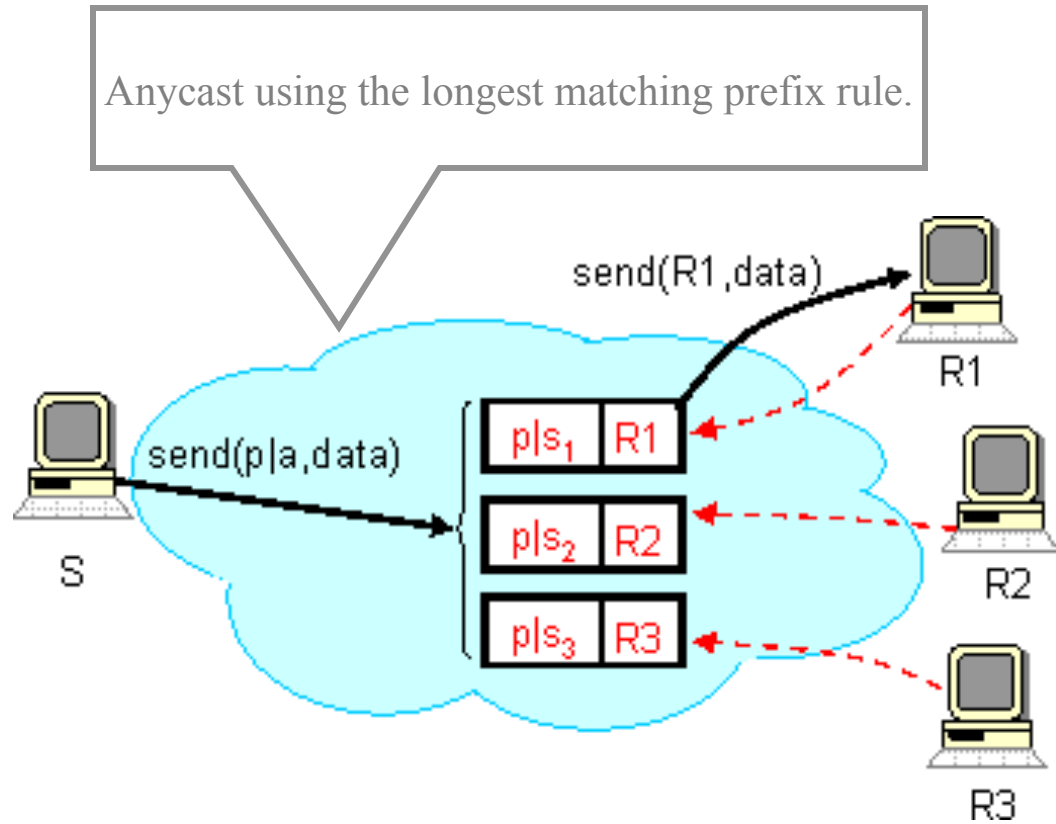 Anycast using the longest matching prefix rule.
send(R1,data)
R1
send(p|a,data)
p|s₁ R1
S
p|s₂ R2
R2
p|s₃ R3
R3